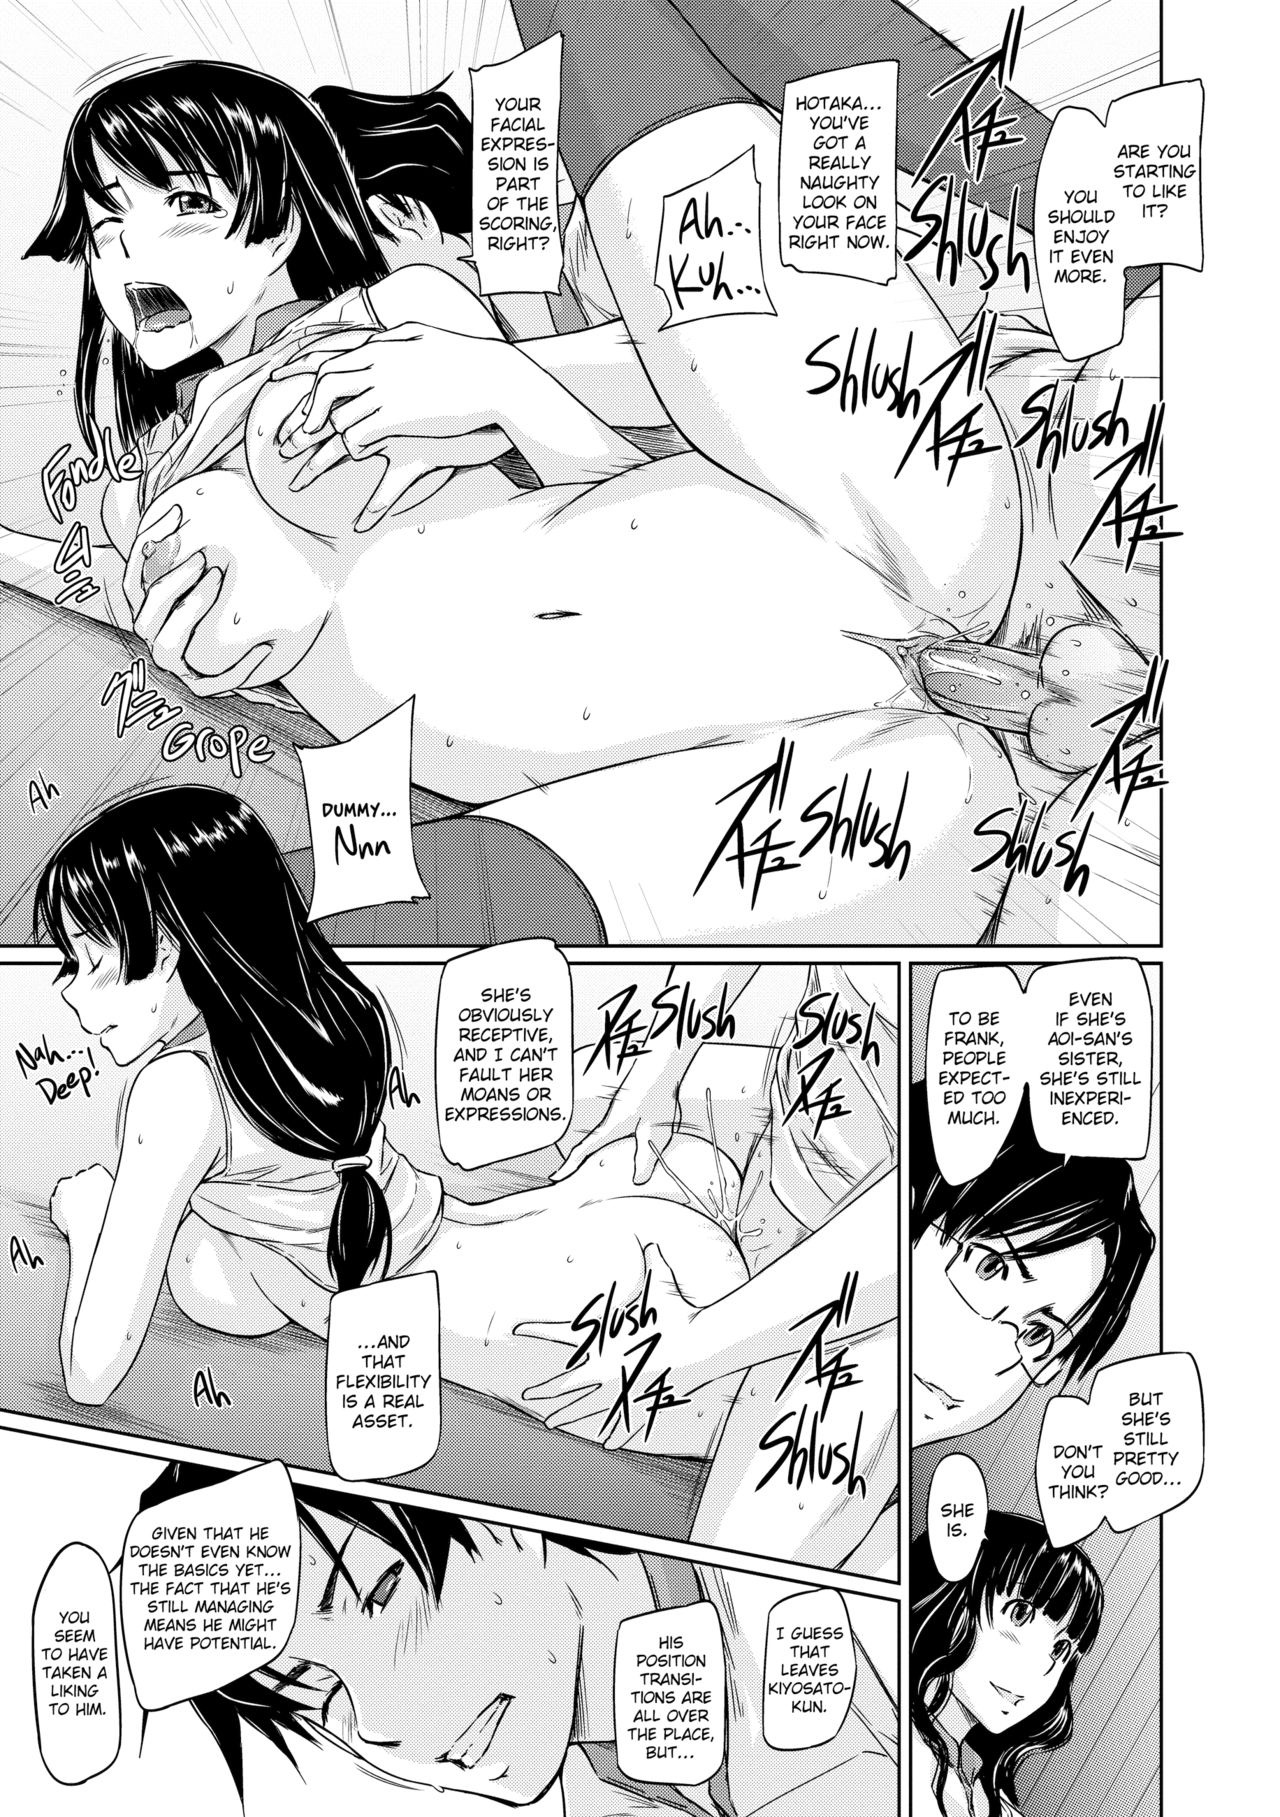 ARE YOU
STARTING
TO LIKE
IT?
YOU
SHOULD
ENJOY
IT EVEN
MORE.
HOTAKA...
YOU'VE
GOT A
REALLY
NAUGHTY
LOOK ON
YOUR FACE
RIGHT NOW.
Ah...
Kuh...
YOUR
FACIAL
EXPRES-
SION IS
PART
OF THE
SCORING,
RIGHT?
Shlush
Shlush
Shlush
Fondle
Grope
DUMMY...
Nnn
Shlush
Shlush
EVEN
IF SHE'S
AOI-SAN'S
SISTER,
SHE'S STILL
INEXPERI-
ENCED.
TO BE
FRANK,
PEOPLE
EXPECT-
ED TOO
MUCH.
BUT
SHE'S
STILL
PRETTY
GOOD...
DON'T
YOU
THINK?
SHE
IS.
Slush
Slush
SHE'S
OBVIOUSLY
RECEPTIVE,
AND I CAN'T
FAULT HER
MOANS OR
EXPRESSIONS.
Ah
Nah...
Deep!
Ah
Ah
Ah
Slush
Shlush
...AND
THAT
FLEXIBILITY
IS A REAL
ASSET.
I GUESS
THAT
LEAVES
KIYOSATO-
KUN.
HIS
POSITION
TRANSI-
TIONS ARE
ALL OVER
THE PLACE,
BUT...
GIVEN THAT HE
DOESN'T EVEN KNOW
THE BASICS YET...
THE FACT THAT HE'S
STILL MANAGING
MEANS HE MIGHT
HAVE POTENTIAL.
YOU
SEEM
TO HAVE
TAKEN A
LIKING
TO HIM.